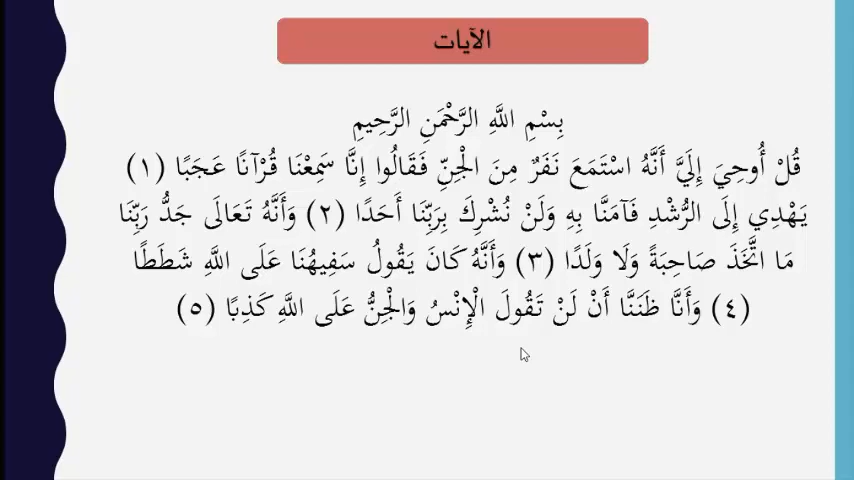 الآيات
بِسْمِ اللَّهِ الرَّحْمَنِ الرَّحِيمِ
قُلْ أُوحِيَ إِلَيَّ أَنَّهُ اسْتَمَعَ نَفَرٌ مِنَ الْجِنِّ فَقَالُوا إِنَّا سَمِعْنَا قُرْآنًا عَجَبًا (١)
يَهْدِي إِلَى الرُّشْدِ فَآمَنَّا بِهِ وَلَنْ نُشْرِكَ بِرَبِّنَا أَحَدًا (٢) وَأَنَّهُ تَعَالَى جَدُّ رَبِّنَا
مَا اتَّخَذَ صَاحِبَةً وَلَا وَلَدًا (٣) وَأَنَّهُ كَانَ يَقُولُ سَفِيهُنَا عَلَى اللَّهِ شَطَطًا
(٤) وَأَنَّا ظَنَنَّا أَنْ لَنْ تَقُولَ الْإِنْسُ وَالْجِنُّ عَلَى اللَّهِ كَذِبًا (٥)